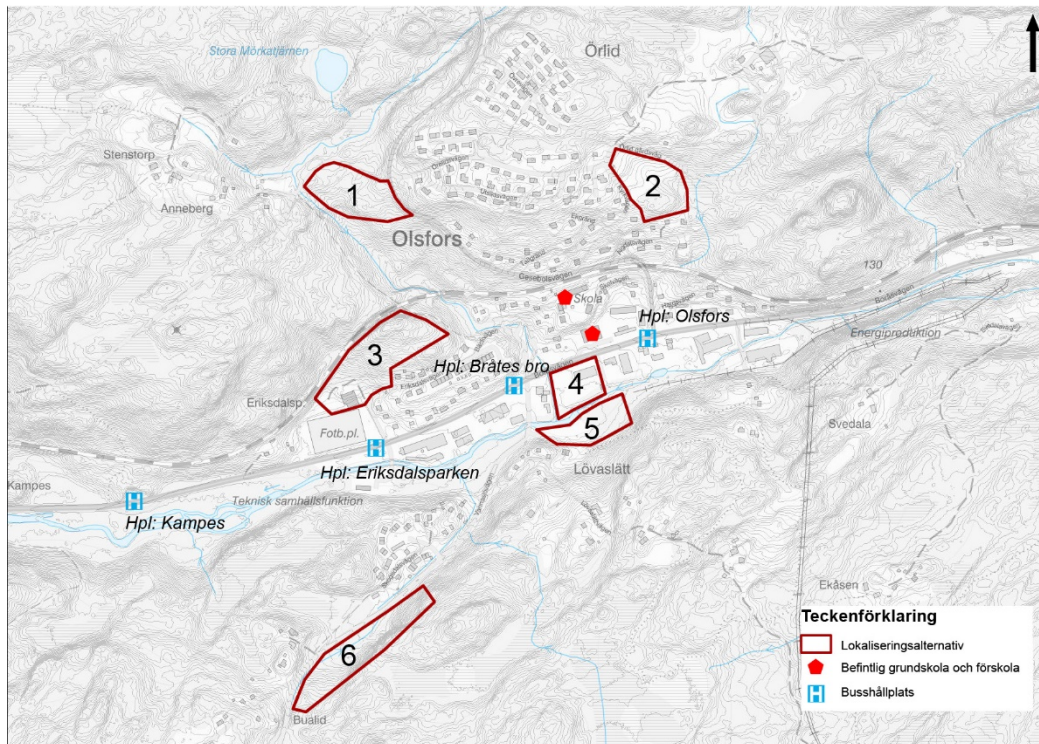 Stora Mörkatjärnen
Örlid
Stenstorp
1
2
Anneberg
Olsfors
Gesebolsvägen
130
Skola
Hpl: Olsfors
Bodavägen
Energiproduktion
3
Hpl: Bråtes bro
4
Eriksdalsp.
5
Svedala
Fotb.pl.
Lövaslätt
Hpl: Eriksdalsparken
Kampes
Teknisk samhällsfunktion
Hpl: Kampes
Ekåsen
Teckenförklaring
Lokaliseringsalternativ
6
Befintlig grundskola och förskola
Busshållplats
Bualid